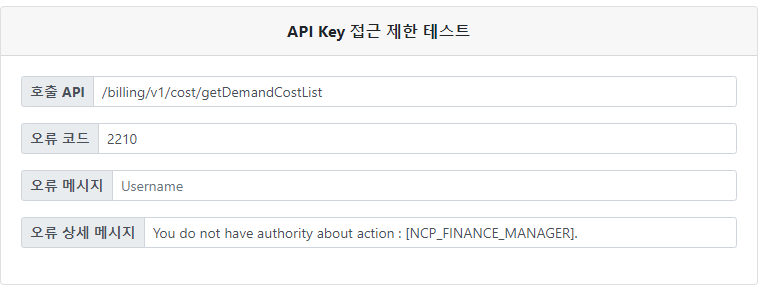 API Key 접근 제한 테스트
호출 API /billing/v1/cost/getDemandCostList
오류 코드 2210
오류 메시지 Username
오류 상세 메시지 You do not have authority about action : [NCP_FINANCE_MANAGER].